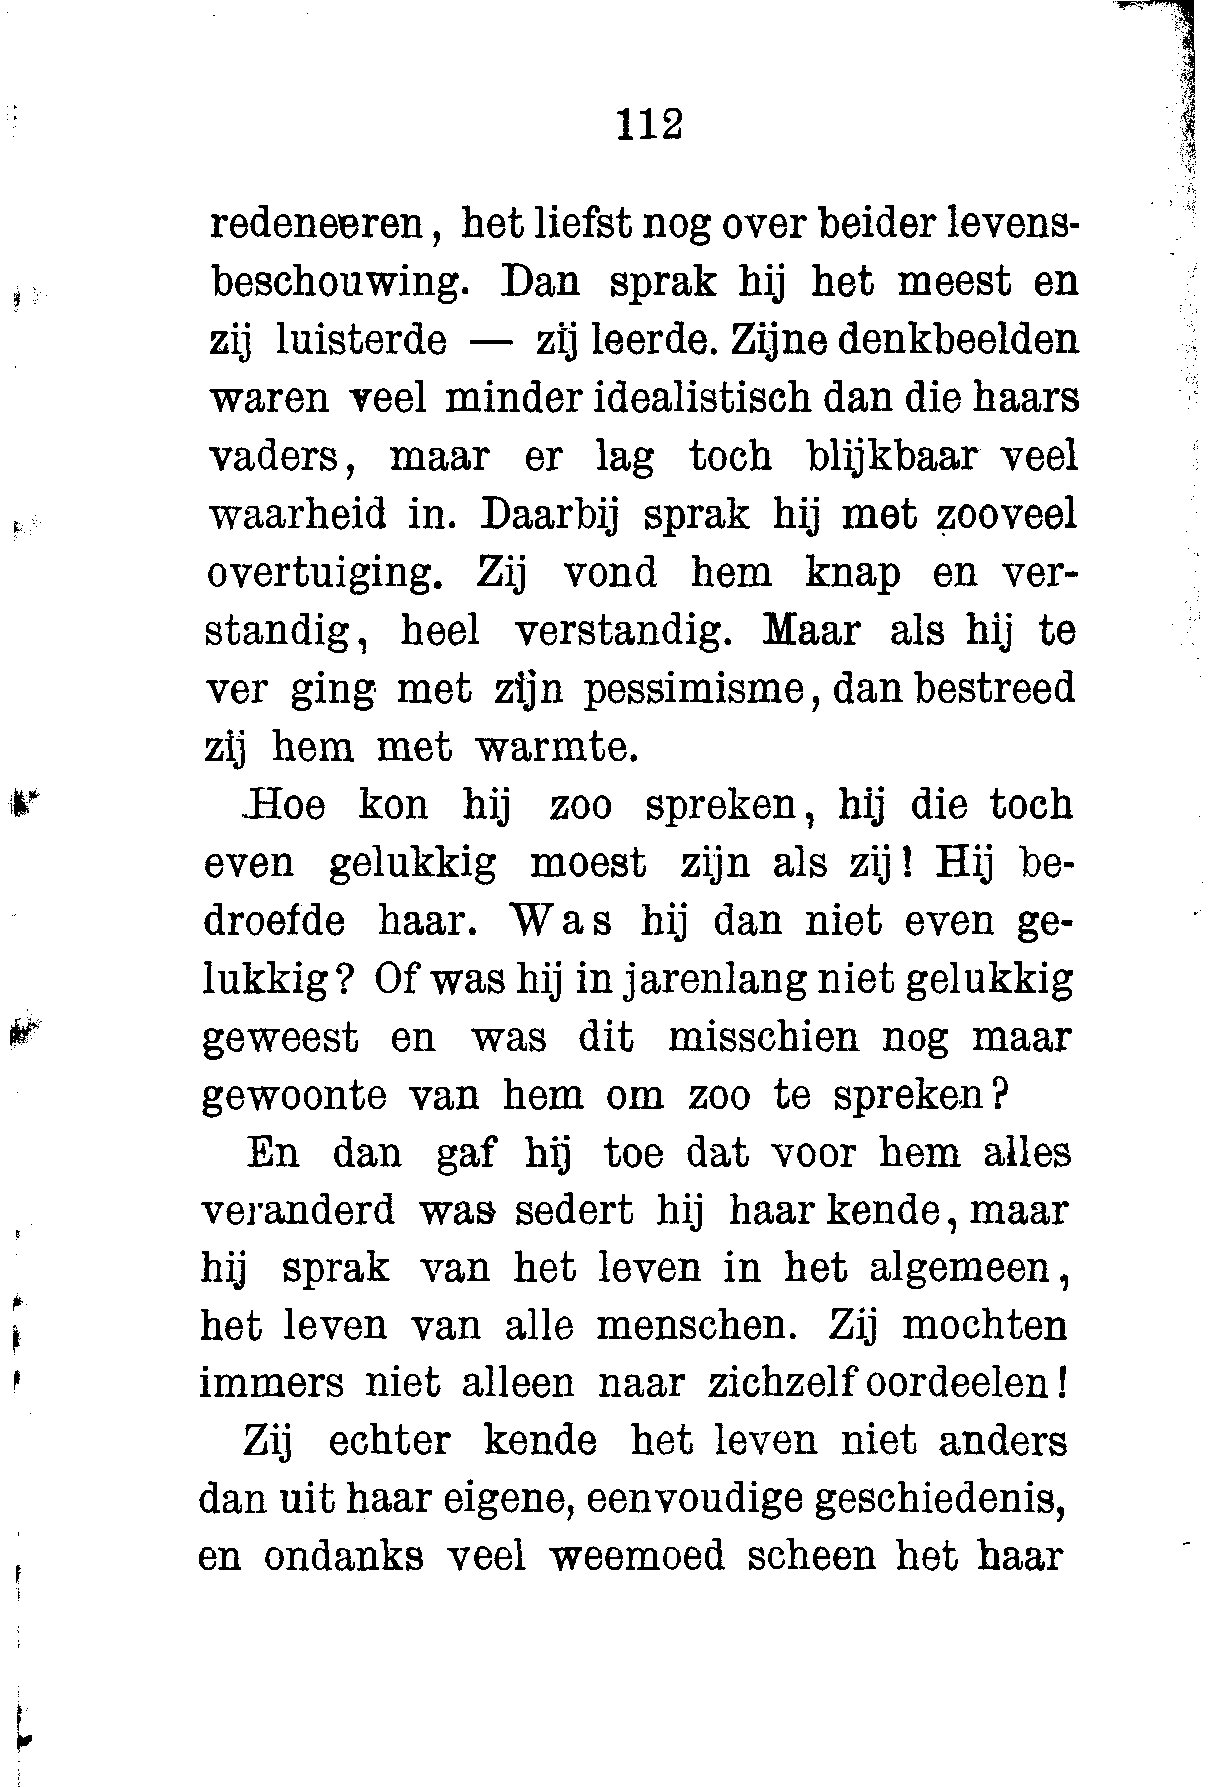 112
redeneeren, het liefst nog over beider levens-
beschouwing. Dan sprak hij het meest en
zij luisterde — zij leerde. Zijne denkbeelden
waren veel minder idealistisch dan die haars
vaders, maar er lag toch blijkbaar veel
waarheid in. Daarbij sprak hij met zooveel
overtuiging. Zij vond hem knap en ver-
standig, heel verstandig. Maar als hij te
ver ging met zijn pessimisme, dan bestreed
zij hem met warmte.
Hoe kon hij zoo spreken, hij die toch
even gelukkig moest zijn als zij! Hij be-
droefde haar. Was hij dan niet even ge-
lukkig? Of was hij in jarenlang niet gelukkig
geweest en was dit misschien nog maar
gewoonte van hem om zoo te spreken?
En dan gaf hij toe dat voor hem alles
veranderd was sedert hij haar kende, maar
hij sprak van het leven in het algemeen,
het leven van alle menschen. Zij mochten
immers niet alleen naar zichzelf oordeelen!
Zij echter kende het leven niet anders
dan uit haar eigene, eenvoudige geschiedenis,
en ondanks veel weemoed scheen het haar